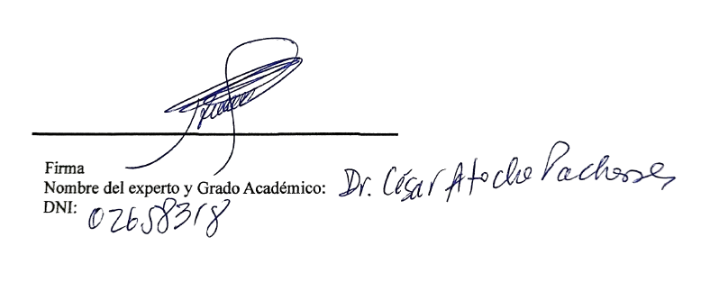 Firma
Nombre del experto y Grado Académico: Dr. César Atoche Pacherres
DNI: 02658318